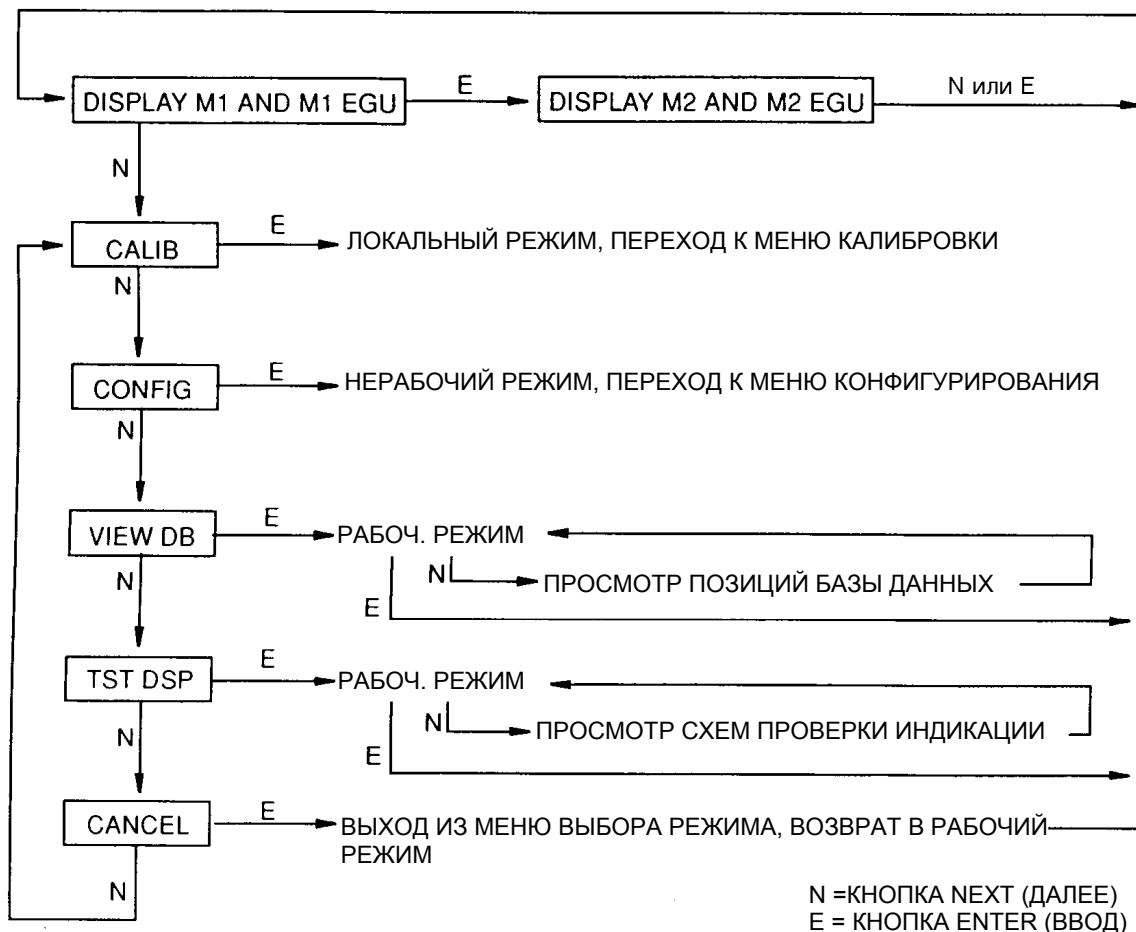 DISPLAY M1 AND M1 EGU
E
DISPLAY M2 AND M2 EGU
N или E
N
CALIB
E
ЛОКАЛЬНЫЙ РЕЖИМ, ПЕРЕХОД К МЕНЮ КАЛИБРОВКИ
N
CONFIG
E
НЕРАБОЧИЙ РЕЖИМ, ПЕРЕХОД К МЕНЮ КОНФИГУРИРОВАНИЯ
N
VIEW DB
E
РАБОЧ. РЕЖИМ
N
ПРОСМОТР ПОЗИЦИЙ БАЗЫ ДАННЫХ
E
N
TST DSP
E
РАБОЧ. РЕЖИМ
N
ПРОСМОТР СХЕМ ПРОВЕРКИ ИНДИКАЦИИ
E
N
CANCEL
E
ВЫХОД ИЗ МЕНЮ ВЫБОРА РЕЖИМА, ВОЗВРАТ В РАБОЧИЙ
РЕЖИМ
N
N =КНОПКА NEXT (ДАЛЕЕ)
E = КНОПКА ENTER (ВВОД)